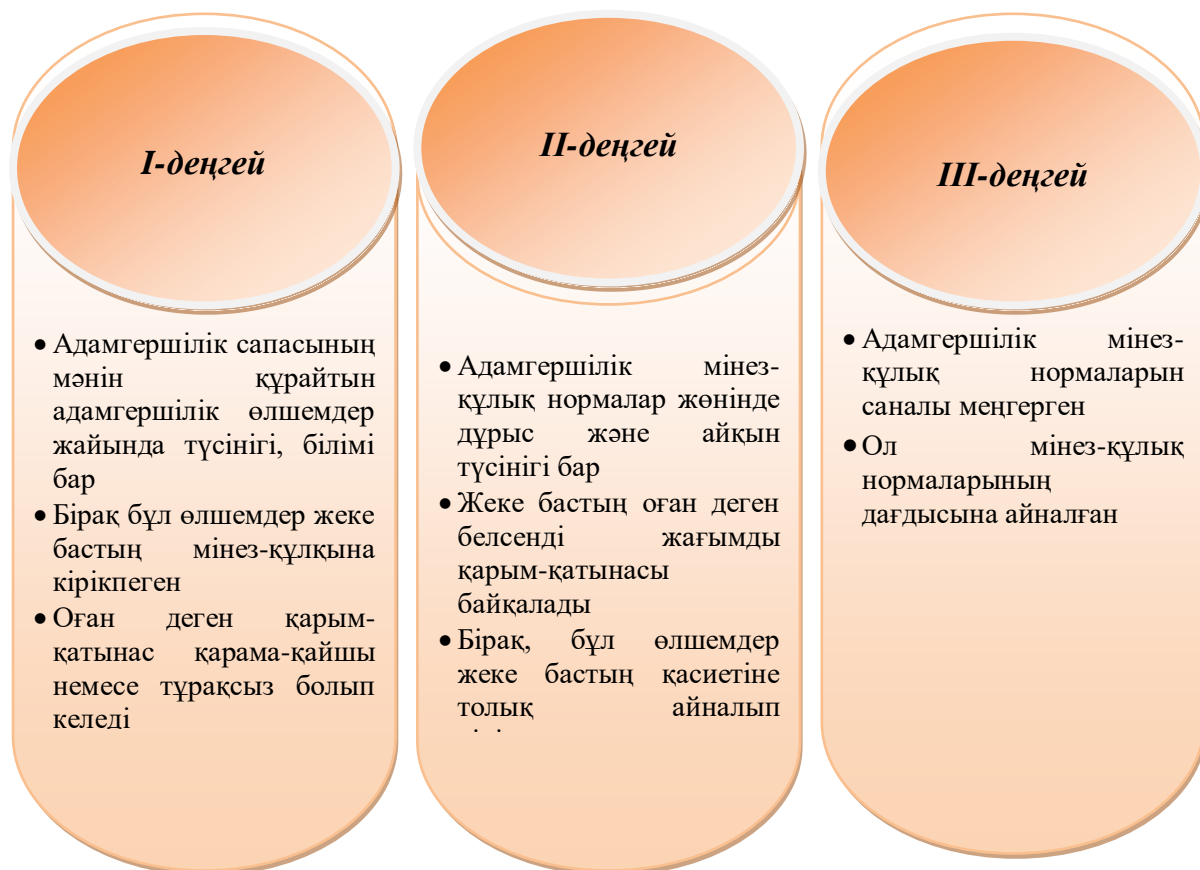 I-деңгей
• Адамгершілік сапасының
мәнін құрайтын
адамгершілік өлшемдер
жайында түсінігі, білімі
бар
• Бірақ бұл өлшемдер жеке
бастың мінез-құлқына
кірікпеген
• Оған деген қарым-
қатынас қарама-қайшы
немесе тұрақсыз болып
келеді
II-деңгей
• Адамгершілік мінез-
құлық нормалар жөнінде
дұрыс және айқын
түсінігі бар
• Жеке бастың оған деген
белсенді жағымды
қарым-қатынасы
байқалады
• Бірақ, бұл өлшемдер
жеке бастың қасиетіне
толық айналып
III-деңгей
• Адамгершілік мінез-
құлық нормаларын
саналы меңгерген
• Ол мінез-құлық
нормаларының
дағдысына айналған